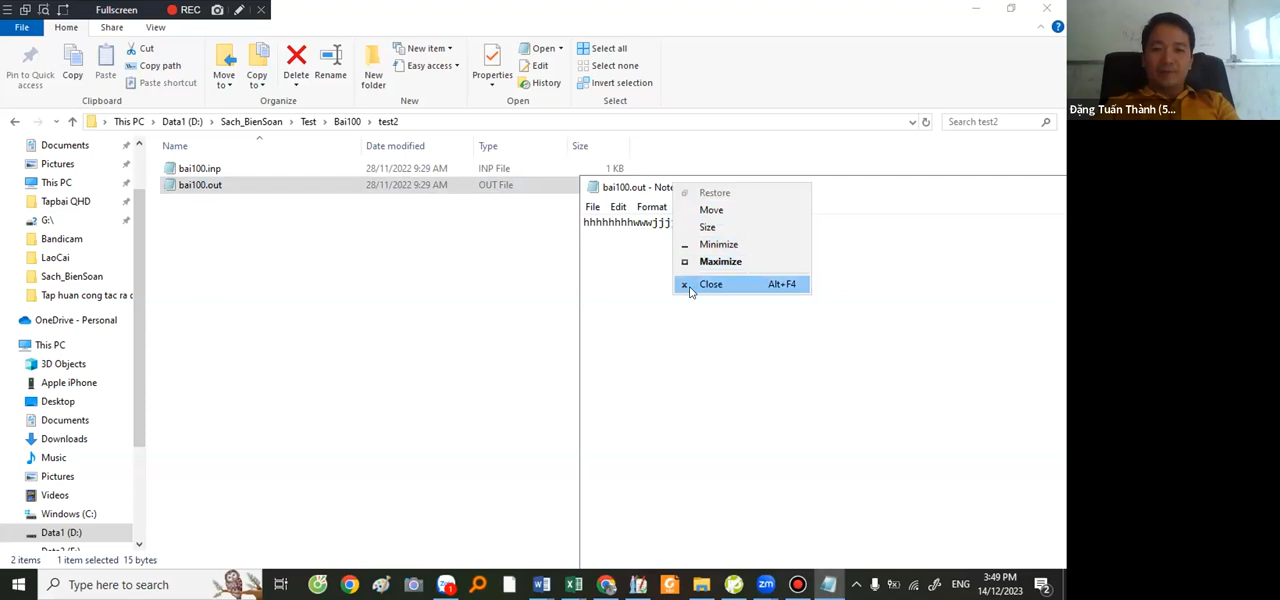 Fullscreen REC
File Home Share View
Pin to Quick access
Copy
Paste
Cut
Copy path
Paste shortcut
Clipboard
Move to
Copy to
Delete
Rename
Organize
New folder
New item
Easy access
New
Properties
Open
Edit
History
Open
Select all
Select none
Invert selection
Select
This PC > Data1 (D:) > Sach_BienSoan > Test > Bai100 > test2
Search test2
Đặng Tuấn Thành (5...
Name Date modified Type Size
bai100.inp 28/11/2022 9:29 AM INP File 1 KB
bai100.out 28/11/2022 9:29 AM OUT File
Documents
Pictures
This PC
Tapbai QHD
G:\
Bandicam
LaoCai
Sach_BienSoan
Tap huan cong tac ra c
OneDrive - Personal
This PC
3D Objects
Apple iPhone
Desktop
Documents
Downloads
Music
Pictures
Videos
Windows (C:)
Data1 (D:)
bai100.out - Note
File Edit Format
hhhhhhhhwwwjjj
Restore
Move
Size
Minimize
Maximize
Close Alt+F4
2 items 1 item selected 15 bytes
Type here to search
ENG
3:49 PM
14/12/2023
2